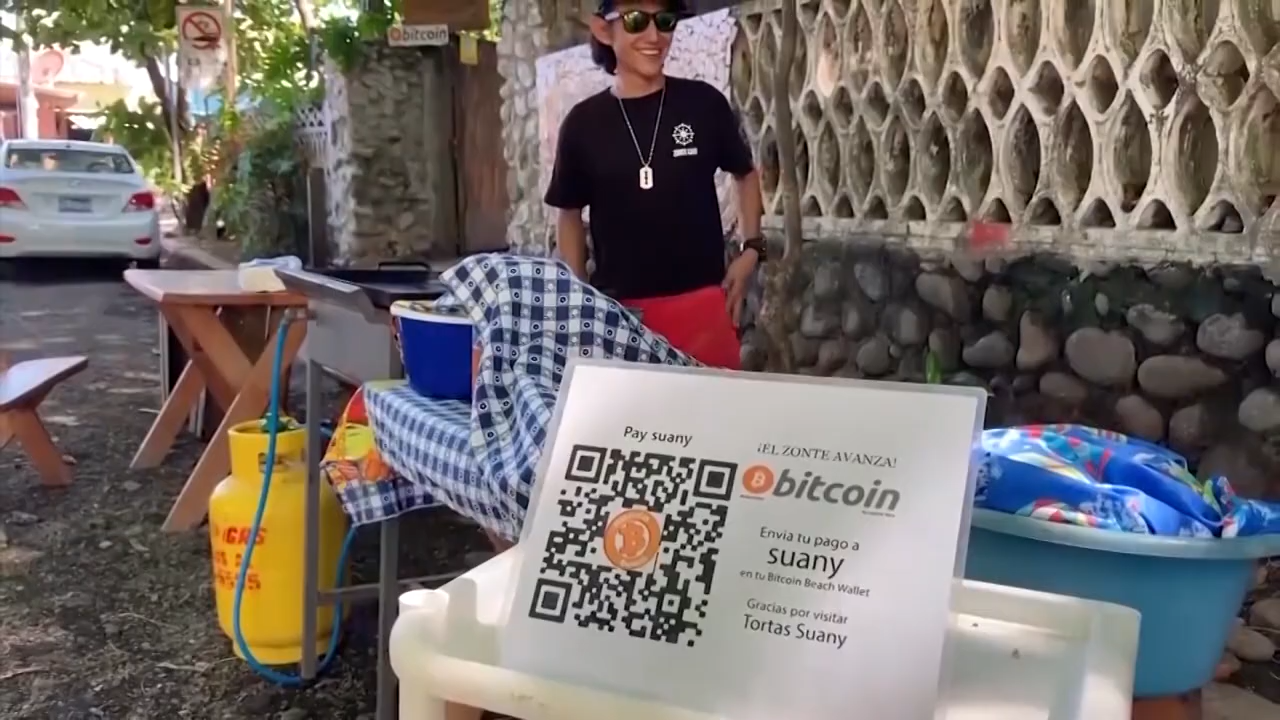 bitcoin
Pay suany
¡EL ZONTE AVANZA!
bitcoin
Envia tu pago a
suany
en tu Bitcoin Beach Wallet
Gracias por visitar
Tortas Suany
GAS